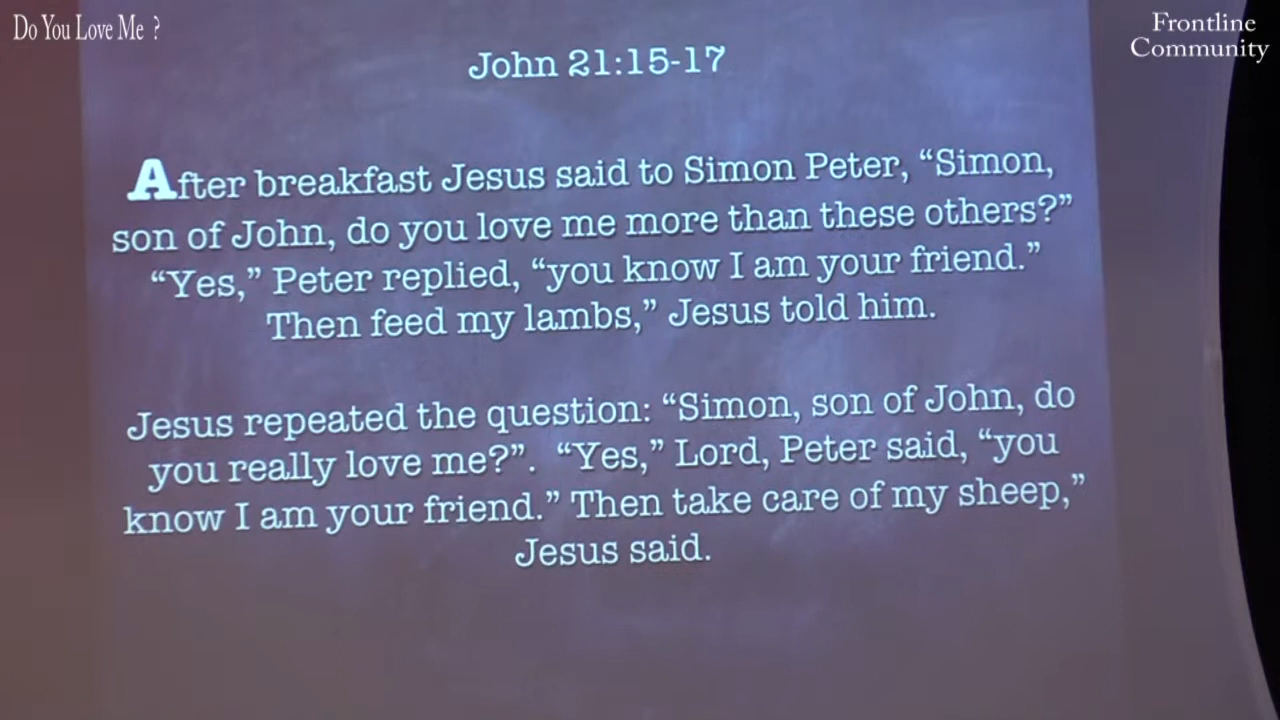 Do You Love Me ?
Frontline
Community
John 21:15-17
After breakfast Jesus said to Simon Peter, “Simon,
son of John, do you love me more than these others?”
“Yes,” Peter replied, “you know I am your friend.”
Then feed my lambs,” Jesus told him.
Jesus repeated the question: “Simon, son of John, do
you really love me?”. “Yes,” Lord, Peter said, “you
know I am your friend.” Then take care of my sheep,”
Jesus said.